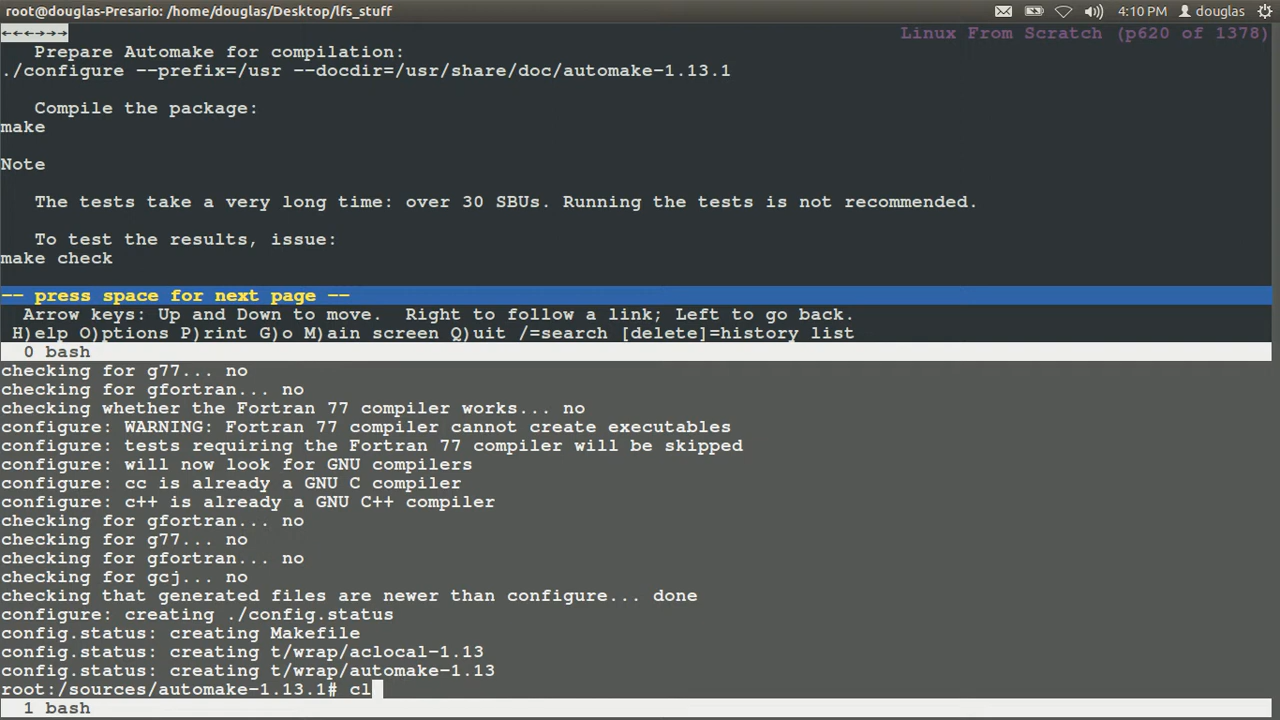 root@douglas-Presario: /home/douglas/Desktop/lfs_stuff 4:10 PM douglas
←←←→→→ Linux From Scratch (p620 of 1378)
Prepare Automake for compilation:
./configure --prefix=/usr --docdir=/usr/share/doc/automake-1.13.1
Compile the package:
make
Note
The tests take a very long time: over 30 SBUs. Running the tests is not recommended.
To test the results, issue:
make check
-- press space for next page --
Arrow keys: Up and Down to move.  Right to follow a link; Left to go back.
H)elp O)ptions P)rint G)o M)ain screen Q)uit /=search [delete]=history list
0 bash
checking for g77... no
checking for gfortran... no
checking whether the Fortran 77 compiler works... no
configure: WARNING: Fortran 77 compiler cannot create executables
configure: tests requiring the Fortran 77 compiler will be skipped
configure: will now look for GNU compilers
configure: cc is already a GNU C compiler
configure: c++ is already a GNU C++ compiler
checking for gfortran... no
checking for g77... no
checking for gfortran... no
checking for gcj... no
checking that generated files are newer than configure... done
configure: creating ./config.status
config.status: creating Makefile
config.status: creating t/wrap/aclocal-1.13
config.status: creating t/wrap/automake-1.13
root:/sources/automake-1.13.1# cl
1 bash